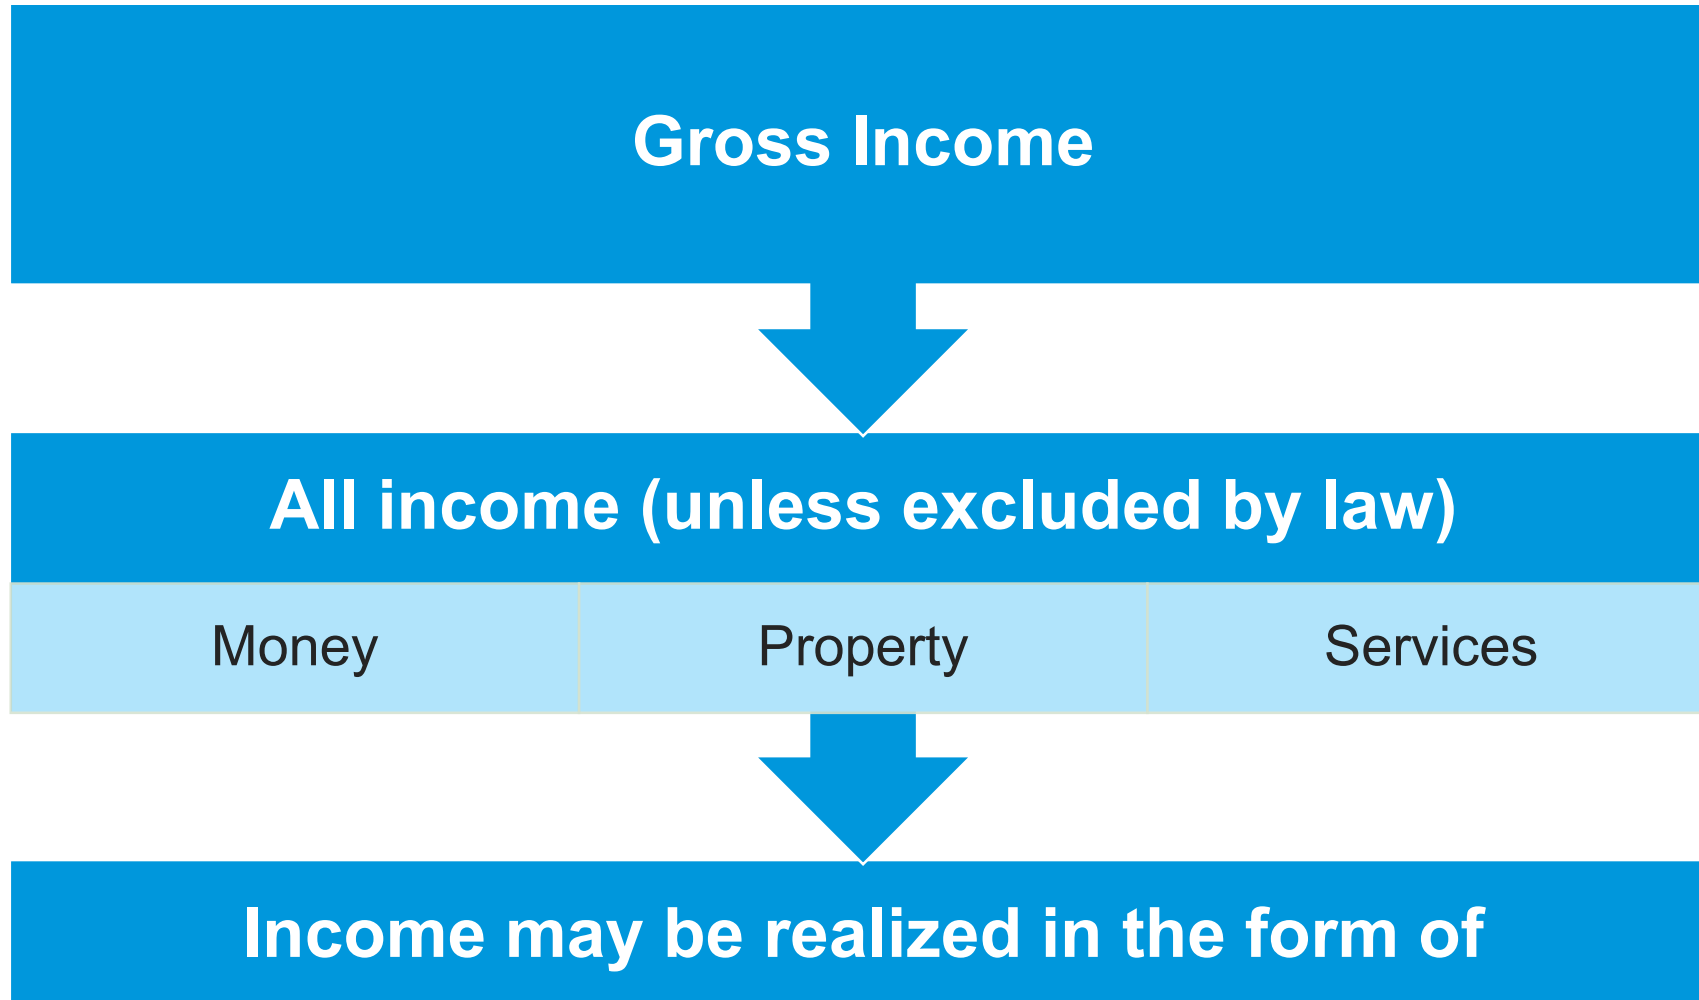 Gross Income
All income (unless excluded by law)
Money
Property
Services
Income may be realized in the form of